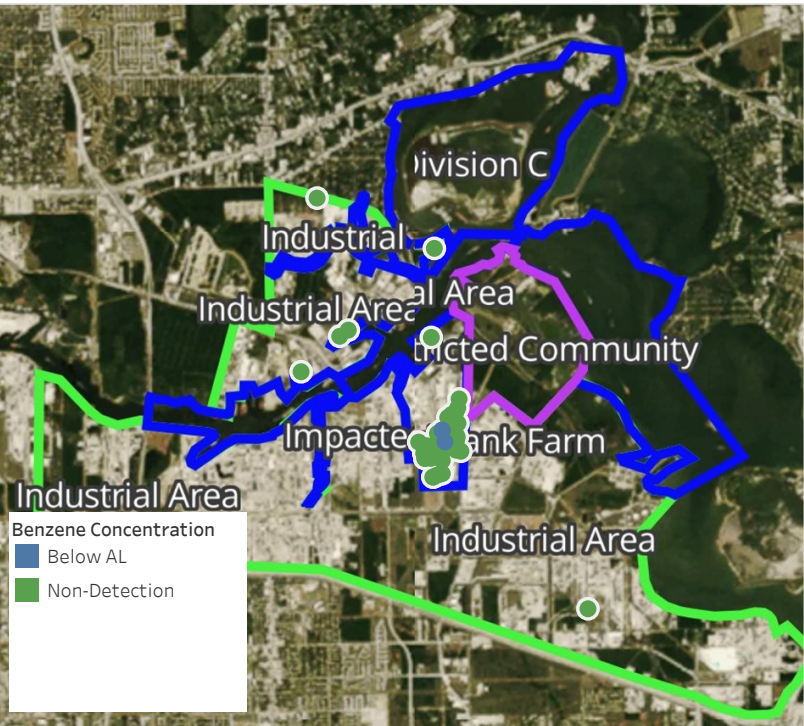 Division C
Industrial
al Area
Industrial Area
tricted Community
Impacte
ank Farm
Industrial Area
Industrial Area
Benzene Concentration
Below AL
Non-Detection